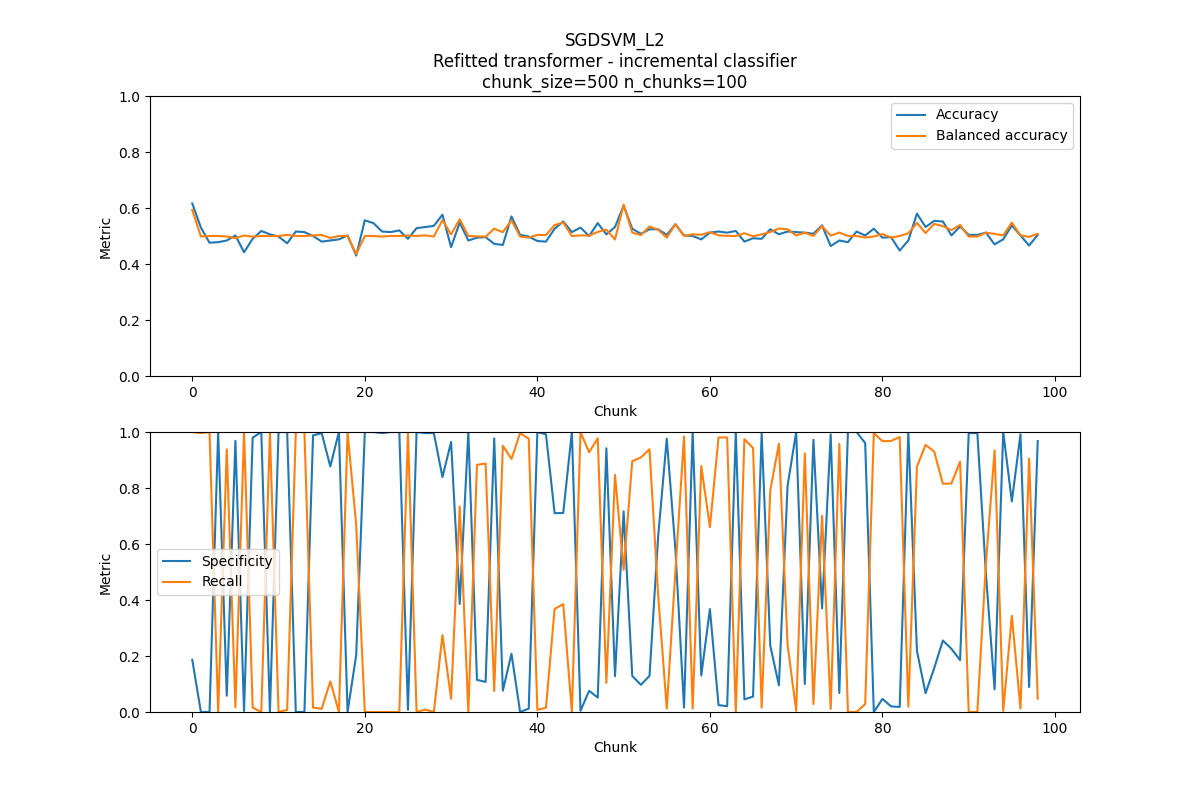 SGDSVM_L2
Refitted transformer - incremental classifier
chunk_size=500 n_chunks=100
1.0
0.8
0.6
0.4
0.2
0.0
Metric
Accuracy
Balanced accuracy
0 20 40 60 80 100
Chunk
1.0
0.8
0.6
0.4
0.2
0.0
Metric
Specificity
Recall
0 20 40 60 80 100
Chunk